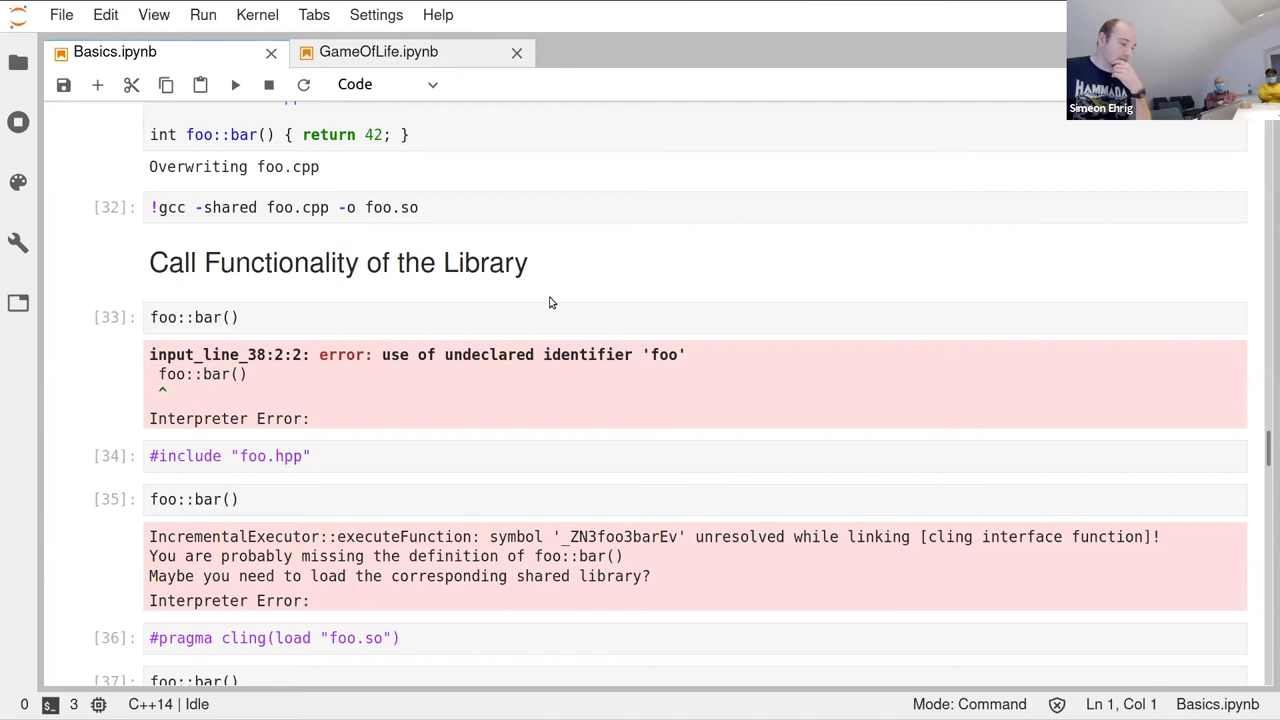 File Edit View Run Kernel Tabs Settings Help
Basics.ipynb GameOfLife.ipynb
Code
int foo::bar() { return 42; }
Overwriting foo.cpp
[32]: !gcc -shared foo.cpp -o foo.so
Call Functionality of the Library
[33]: foo::bar()
input_line_38:2:2: error: use of undeclared identifier 'foo'
foo::bar()
^
Interpreter Error:
[34]: #include "foo.hpp"
[35]: foo::bar()
IncrementalExecutor::executeFunction: symbol '_ZN3foo3barEv' unresolved while linking [cling interface function]!
You are probably missing the definition of foo::bar()
Maybe you need to load the corresponding shared library?
Interpreter Error:
[36]: #pragma cling(load "foo.so")
[37]: foo::bar()
0 3 C++14 | Idle Mode: Command Ln 1, Col 1 Basics.ipynb
HAMMADA
Simeon Ehrig